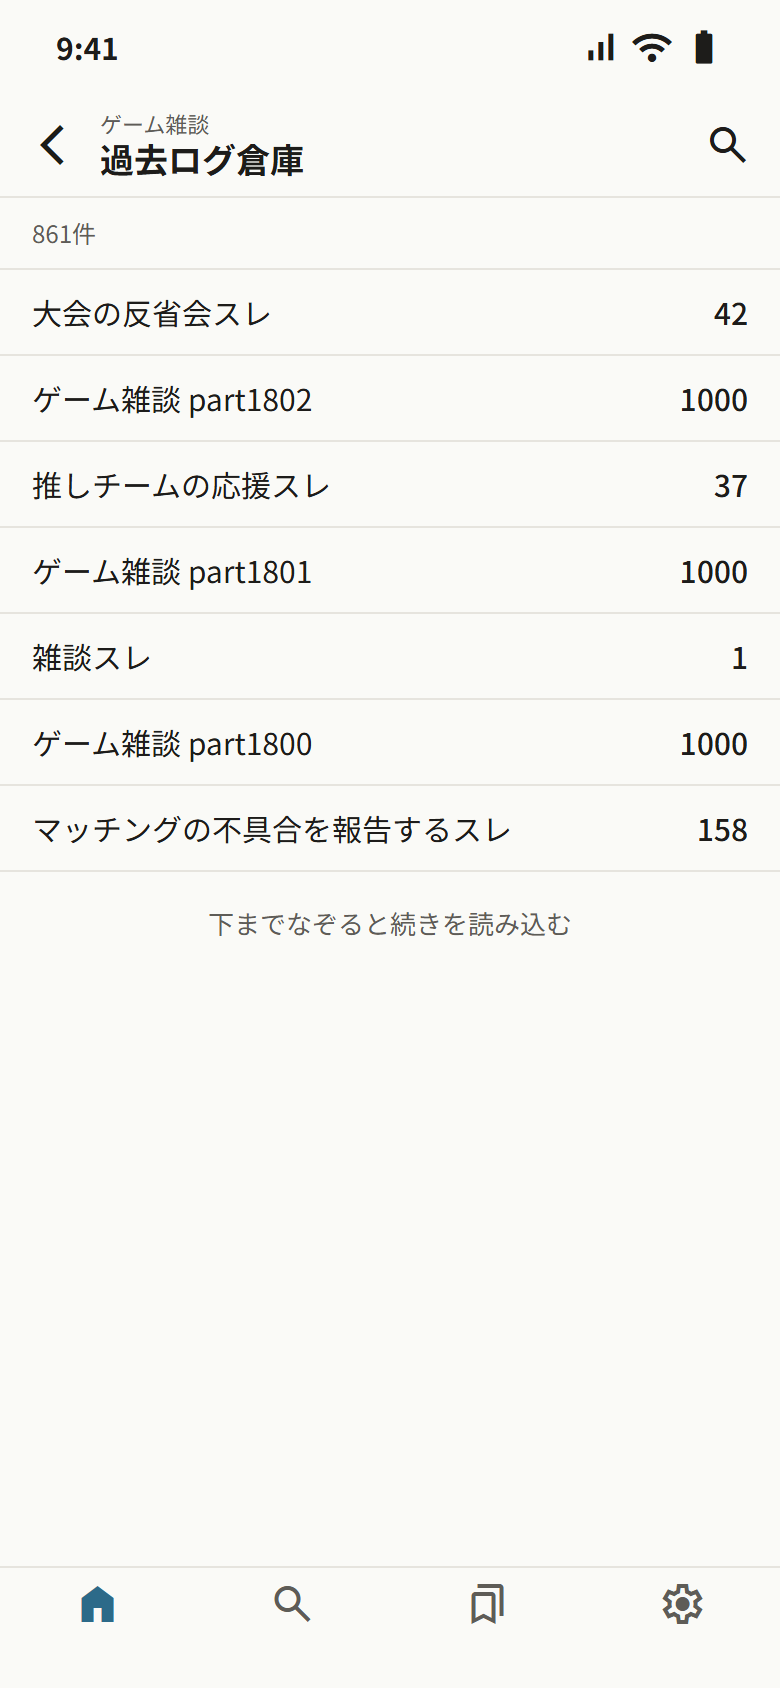 9:41
ゲーム雑談
過去ログ倉庫
861件
大会の反省会スレ 42
ゲーム雑談 part1802 1000
推しチームの応援スレ 37
ゲーム雑談 part1801 1000
雑談スレ 1
ゲーム雑談 part1800 1000
マッチングの不具合を報告するスレ 158
下までなぞると続きを読み込む